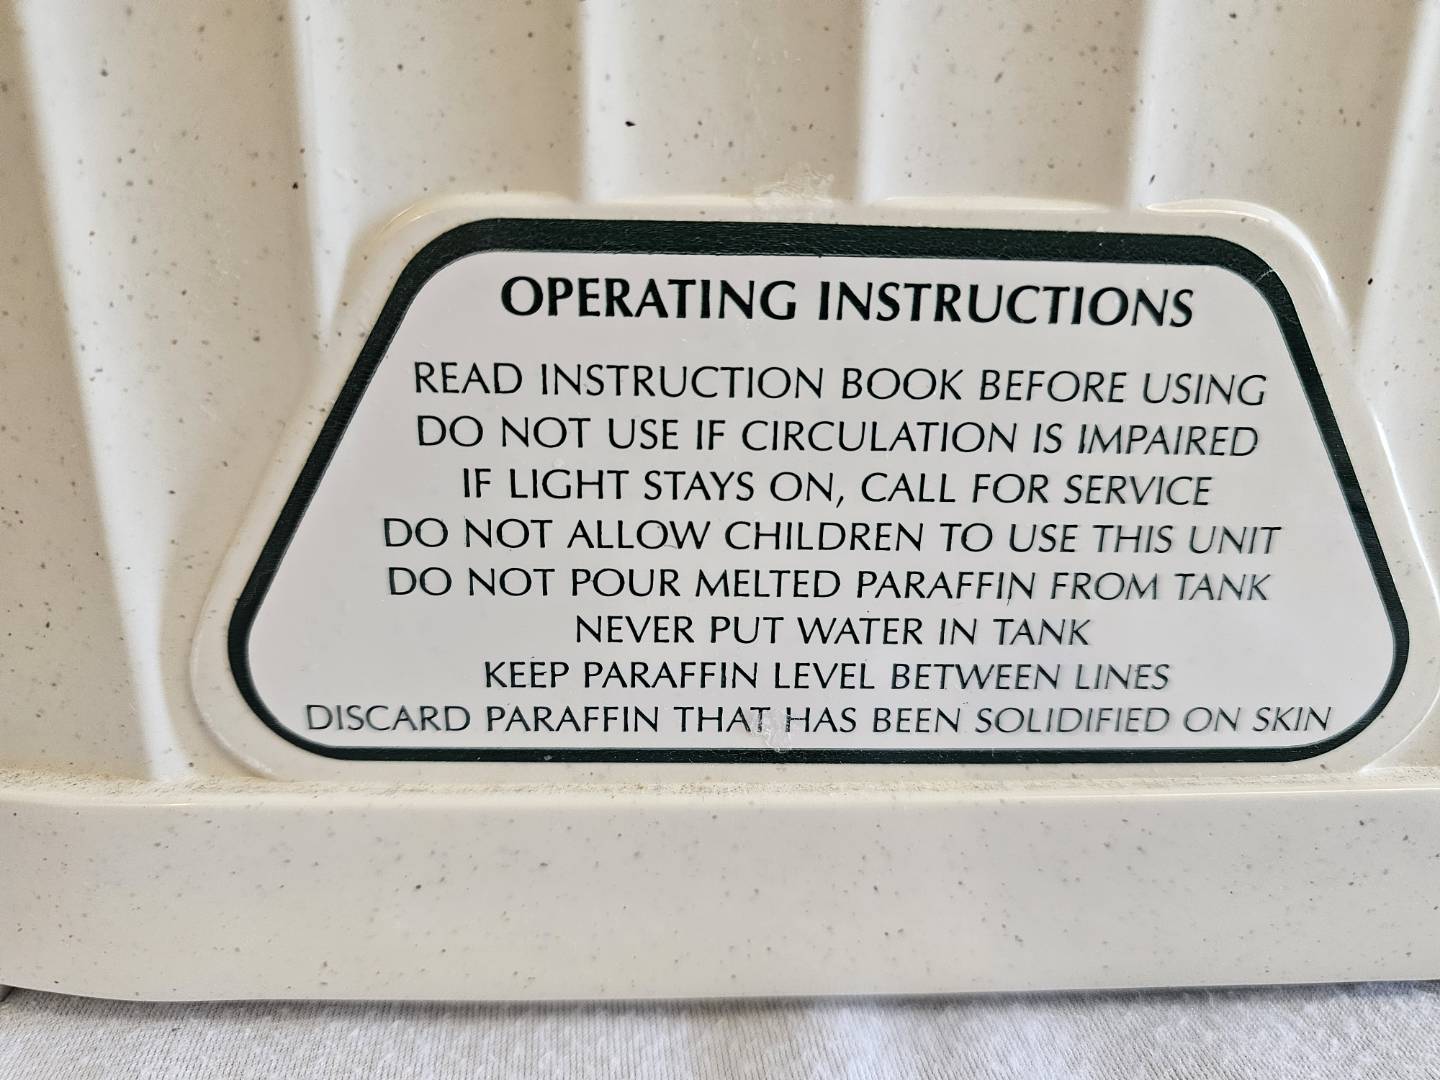 OPERATING INSTRUCTIONS
READ INSTRUCTION BOOK BEFORE USING
DO NOT USE IF CIRCULATION IS IMPAIRED
IF LIGHT STAYS ON, CALL FOR SERVICE
DO NOT ALLOW CHILDREN TO USE THIS UNIT
DO NOT POUR MELTED PARAFFIN FROM TANK
NEVER PUT WATER IN TANK
KEEP PARAFFIN LEVEL BETWEEN LINES
DISCARD PARAFFIN THAT HAS BEEN SOLIDIFIED ON SKIN